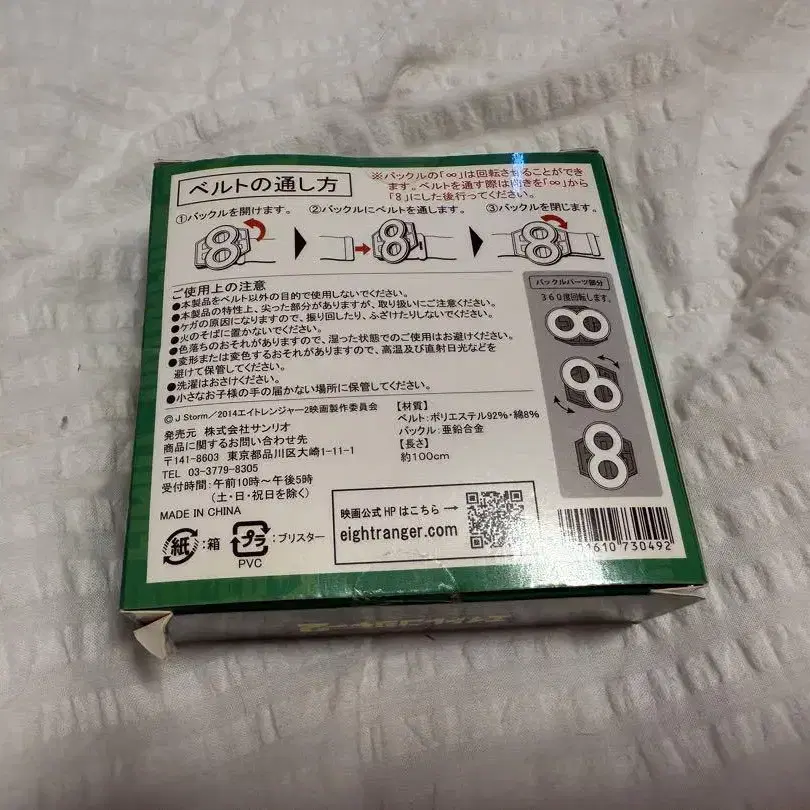 ベルトの通し方
※バックルの「∞」は回転させることができ
ます。ベルトを通す際は向きを「∞」から
「8」にした後行ってください。
①バックルを開けます。 ②バックルにベルトを通します。 ③バックルを閉じます。
ご使用上の注意
●本製品をベルト以外の目的で使用しないでください。
●本製品の特性上、尖った部分がありますが、取り扱いにご注意ください。
●ケガの原因になりますので、振り回したり、ふざけたりしないでください。
●火のそばに置かないでください。
●色落ちのおそれがありますので、湿った状態でのご使用はお避けください。
●変形または変色するおそれがありますので、高温及び直射日光などを
避けて保管してください。
●洗濯はおさけください。
●小さなお子様の手の届かない場所に保管してください。
バックルパーツ部分
360度回転します。
© J Storm/2014エイトレンジャー2映画製作委員会
発売元 株式会社サンリオ
商品に関するお問い合わせ先
〒141-8603 東京都品川区大崎1-11-1
TEL 03-3779-8305
受付時間:午前10時~午後5時
(土・日・祝日を除く)
MADE IN CHINA
【材質】
ベルト:ポリエステル92%・綿8%
バックル:亜鉛合金
【長さ】
約100cm
紙:箱
プラ:ブリスター
PVC
映画公式HPはこちら→
eightranger.com
1610 730492